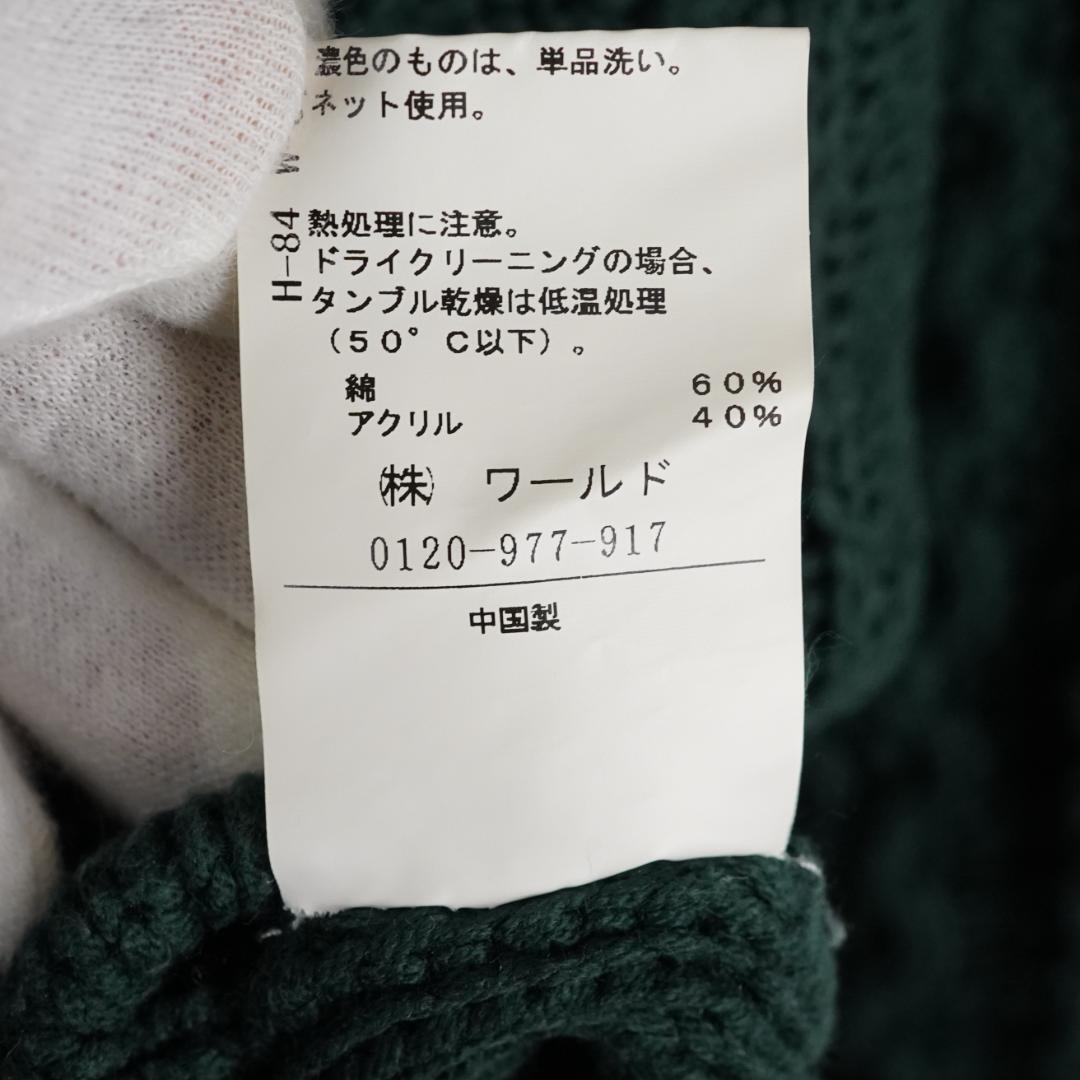 濃色のものは、単品洗い。
ネット使用。
H-84 W
熱処理に注意。
ドライクリーニングの場合、
タンブル乾燥は低温処理
（５０°Ｃ以下）。
綿 ６０％
アクリル ４０％
㈱ ワールド
0120-977-917
中国製